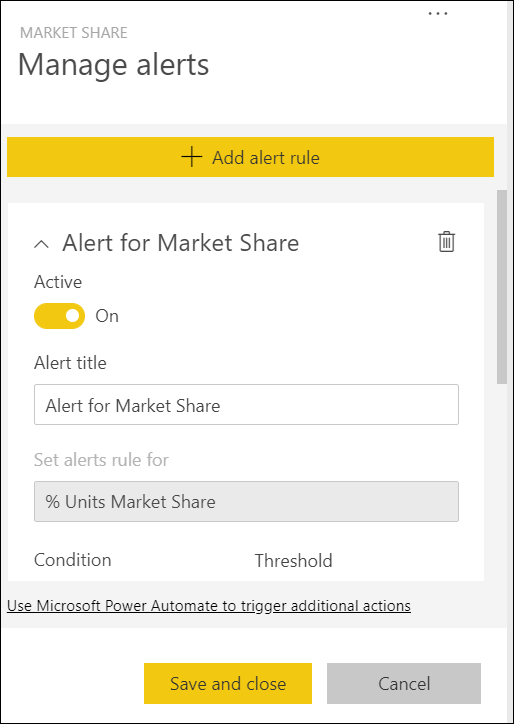 MARKET SHARE
Manage alerts
Add alert rule
Alert for Market Share
Active
On
Alert title
Alert for Market Share
Set alerts rule for
% Units Market Share
Condition Threshold
Use Microsoft Power Automate to trigger additional actions
Save and close Cancel